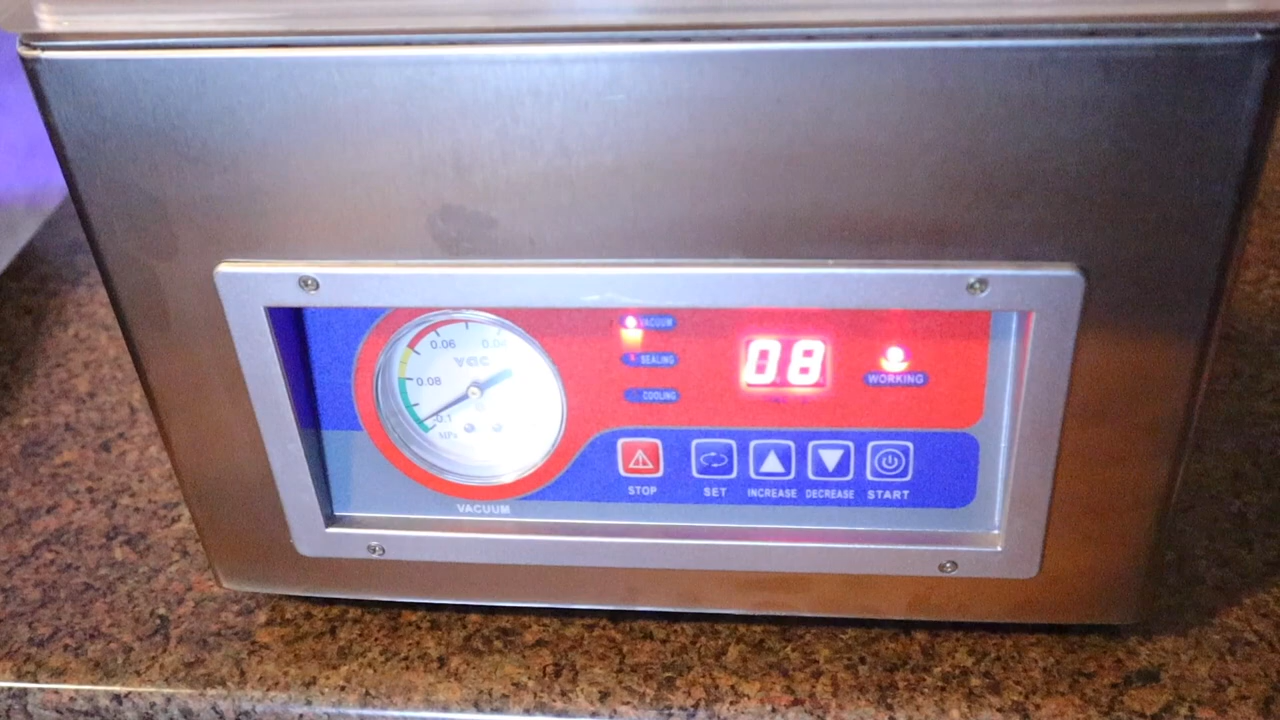 0.06
0.04
vac
0.08
0.1
MPa
VACUUM
VACUUM
SEALING
COOLING
08
WORKING
STOP
SET
INCREASE
DECREASE
START